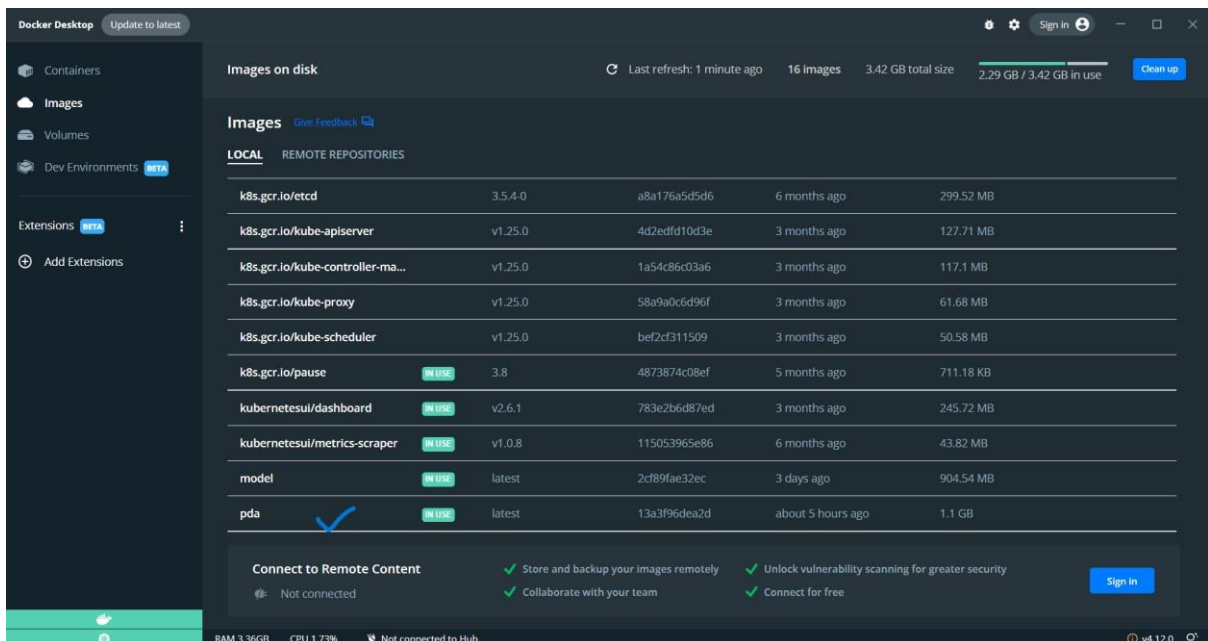 Docker Desktop Update to latest Sign in
Containers
Images
Volumes
Dev Environments BETA
Extensions BETA
Add Extensions
Images on disk Last refresh: 1 minute ago 16 images 3.42 GB total size 2.29 GB / 3.42 GB in use Clean up
Images Give Feedback
LOCAL REMOTE REPOSITORIES
k8s.gcr.io/etcd 3.5.4-0 a8a176a5d5d6 6 months ago 299.52 MB
k8s.gcr.io/kube-apiserver v1.25.0 4d2edfd10d3e 3 months ago 127.71 MB
k8s.gcr.io/kube-controller-ma... v1.25.0 1a54c86c03a6 3 months ago 117.1 MB
k8s.gcr.io/kube-proxy v1.25.0 58a9a0c6d96f 3 months ago 61.68 MB
k8s.gcr.io/kube-scheduler v1.25.0 bef2cf311509 3 months ago 50.58 MB
k8s.gcr.io/pause IN USE 3.8 4873874c08ef 5 months ago 711.18 KB
kubernetesui/dashboard IN USE v2.6.1 783e2b6d87ed 3 months ago 245.72 MB
kubernetesui/metrics-scraper IN USE v1.0.8 115053965e86 6 months ago 43.82 MB
model IN USE latest 2cf89fae32ec 3 days ago 904.54 MB
pda IN USE latest 13a3f96dea2d about 5 hours ago 1.1 GB
Connect to Remote Content
Not connected
Store and backup your images remotely
Collaborate with your team
Unlock vulnerability scanning for greater security
Connect for free
Sign in
RAM 3.36GB CPU 1.73% Not connected to Hub v4.12.0